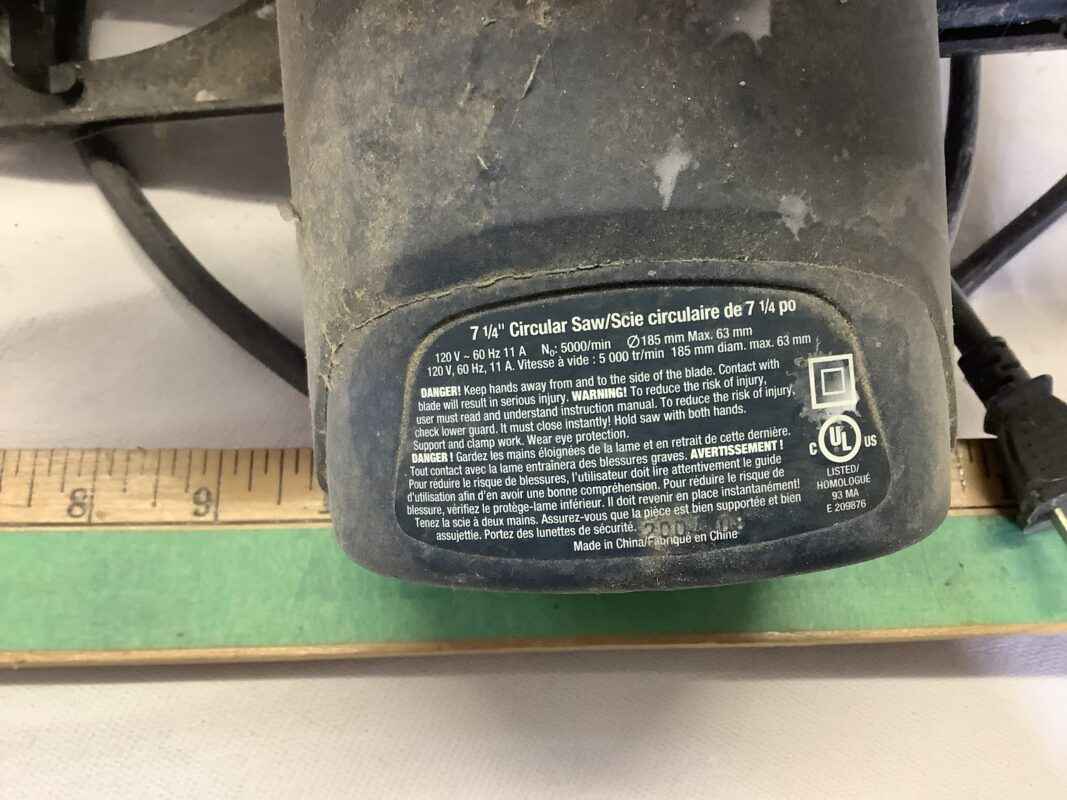 7 1/4" Circular Saw/Scie circulaire de 7 1/4 po
120 V ~ 60 Hz 11 A N₀: 5000/min Ø185 mm Max. 63 mm
120 V, 60 Hz, 11 A. Vitesse à vide : 5 000 tr/min 185 mm diam. max. 63 mm
DANGER! Keep hands away from and to the side of the blade. Contact with
blade will result in serious injury. WARNING! To reduce the risk of injury,
user must read and understand instruction manual. To reduce the risk of injury,
check lower guard. It must close instantly! Hold saw with both hands.
Support and clamp work. Wear eye protection.
DANGER ! Gardez les mains éloignées de la lame et en retrait de cette dernière.
Tout contact avec la lame entraînera des blessures graves. AVERTISSEMENT !
Pour réduire le risque de blessures, l'utilisateur doit lire attentivement le guide
d'utilisation afin d'en avoir une bonne compréhension. Pour réduire le risque de
blessure, vérifiez le protège-lame inférieur. Il doit revenir en place instantanément!
Tenez la scie à deux mains. Assurez-vous que la pièce est bien supportée et bien
assujettie. Portez des lunettes de sécurité.
Made in China/Fabriqué en Chine
C UL US
LISTED/
HOMOLOGUÉ
93 MA
E 209876
8 9